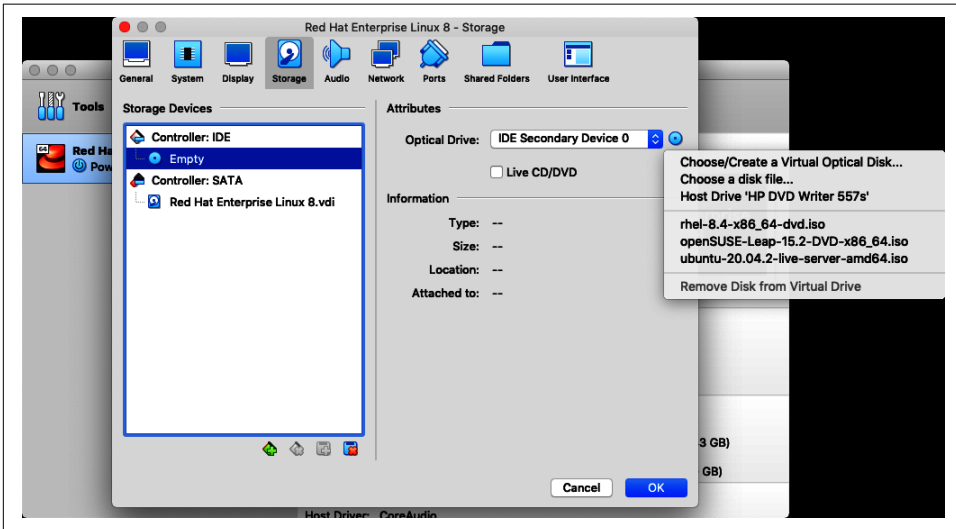 Red Hat Enterprise Linux 8 - Storage
General System Display Storage Audio Network Ports Shared Folders User Interface
Tools
Storage Devices
Attributes
64
Red Ha
Pow
Controller: IDE
Empty
Controller: SATA
Red Hat Enterprise Linux 8.vdi
Optical Drive: IDE Secondary Device 0
Live CD/DVD
Information
Type: --
Size: --
Location: --
Attached to: --
Choose/Create a Virtual Optical Disk...
Choose a disk file...
Host Drive 'HP DVD Writer 557s'
rhel-8.4-x86_64-dvd.iso
openSUSE-Leap-15.2-DVD-x86_64.iso
ubuntu-20.04.2-live-server-amd64.iso
Remove Disk from Virtual Drive
3 GB)
GB)
Cancel OK
Host Driver: CoreAudio